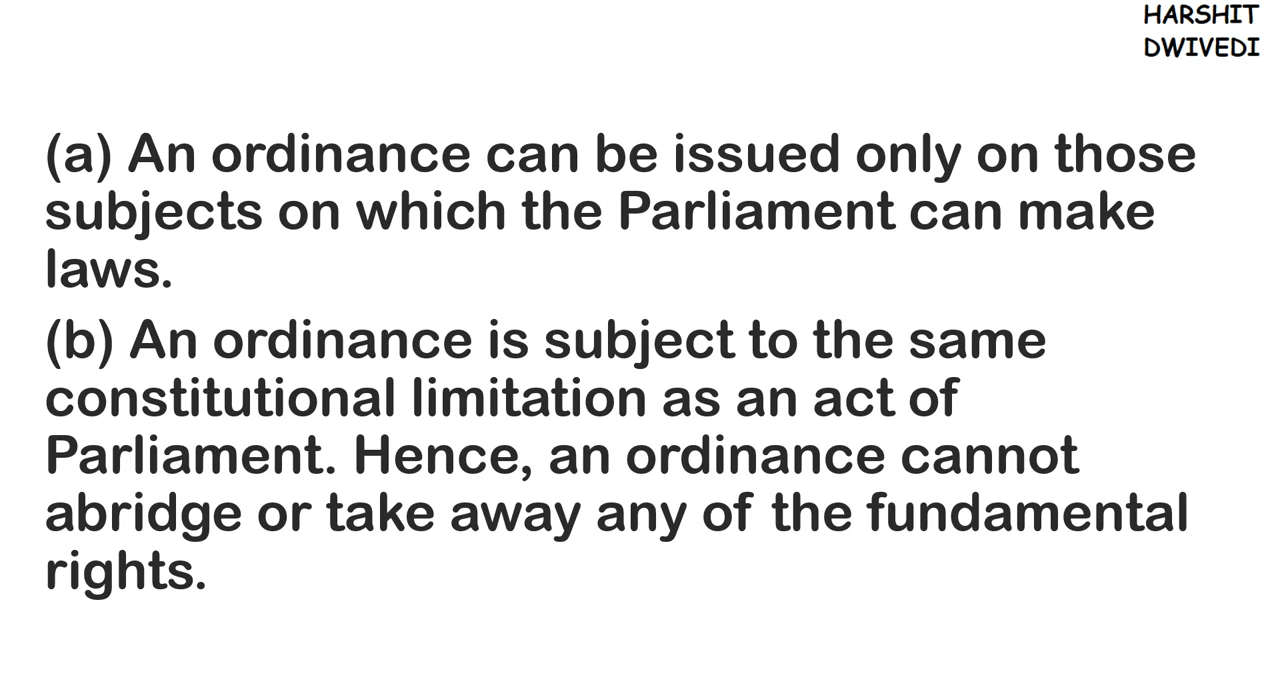 HARSHIT
DWIVEDI
(a) An ordinance can be issued only on those
subjects on which the Parliament can make
laws.
(b) An ordinance is subject to the same
constitutional limitation as an act of
Parliament. Hence, an ordinance cannot
abridge or take away any of the fundamental
rights.